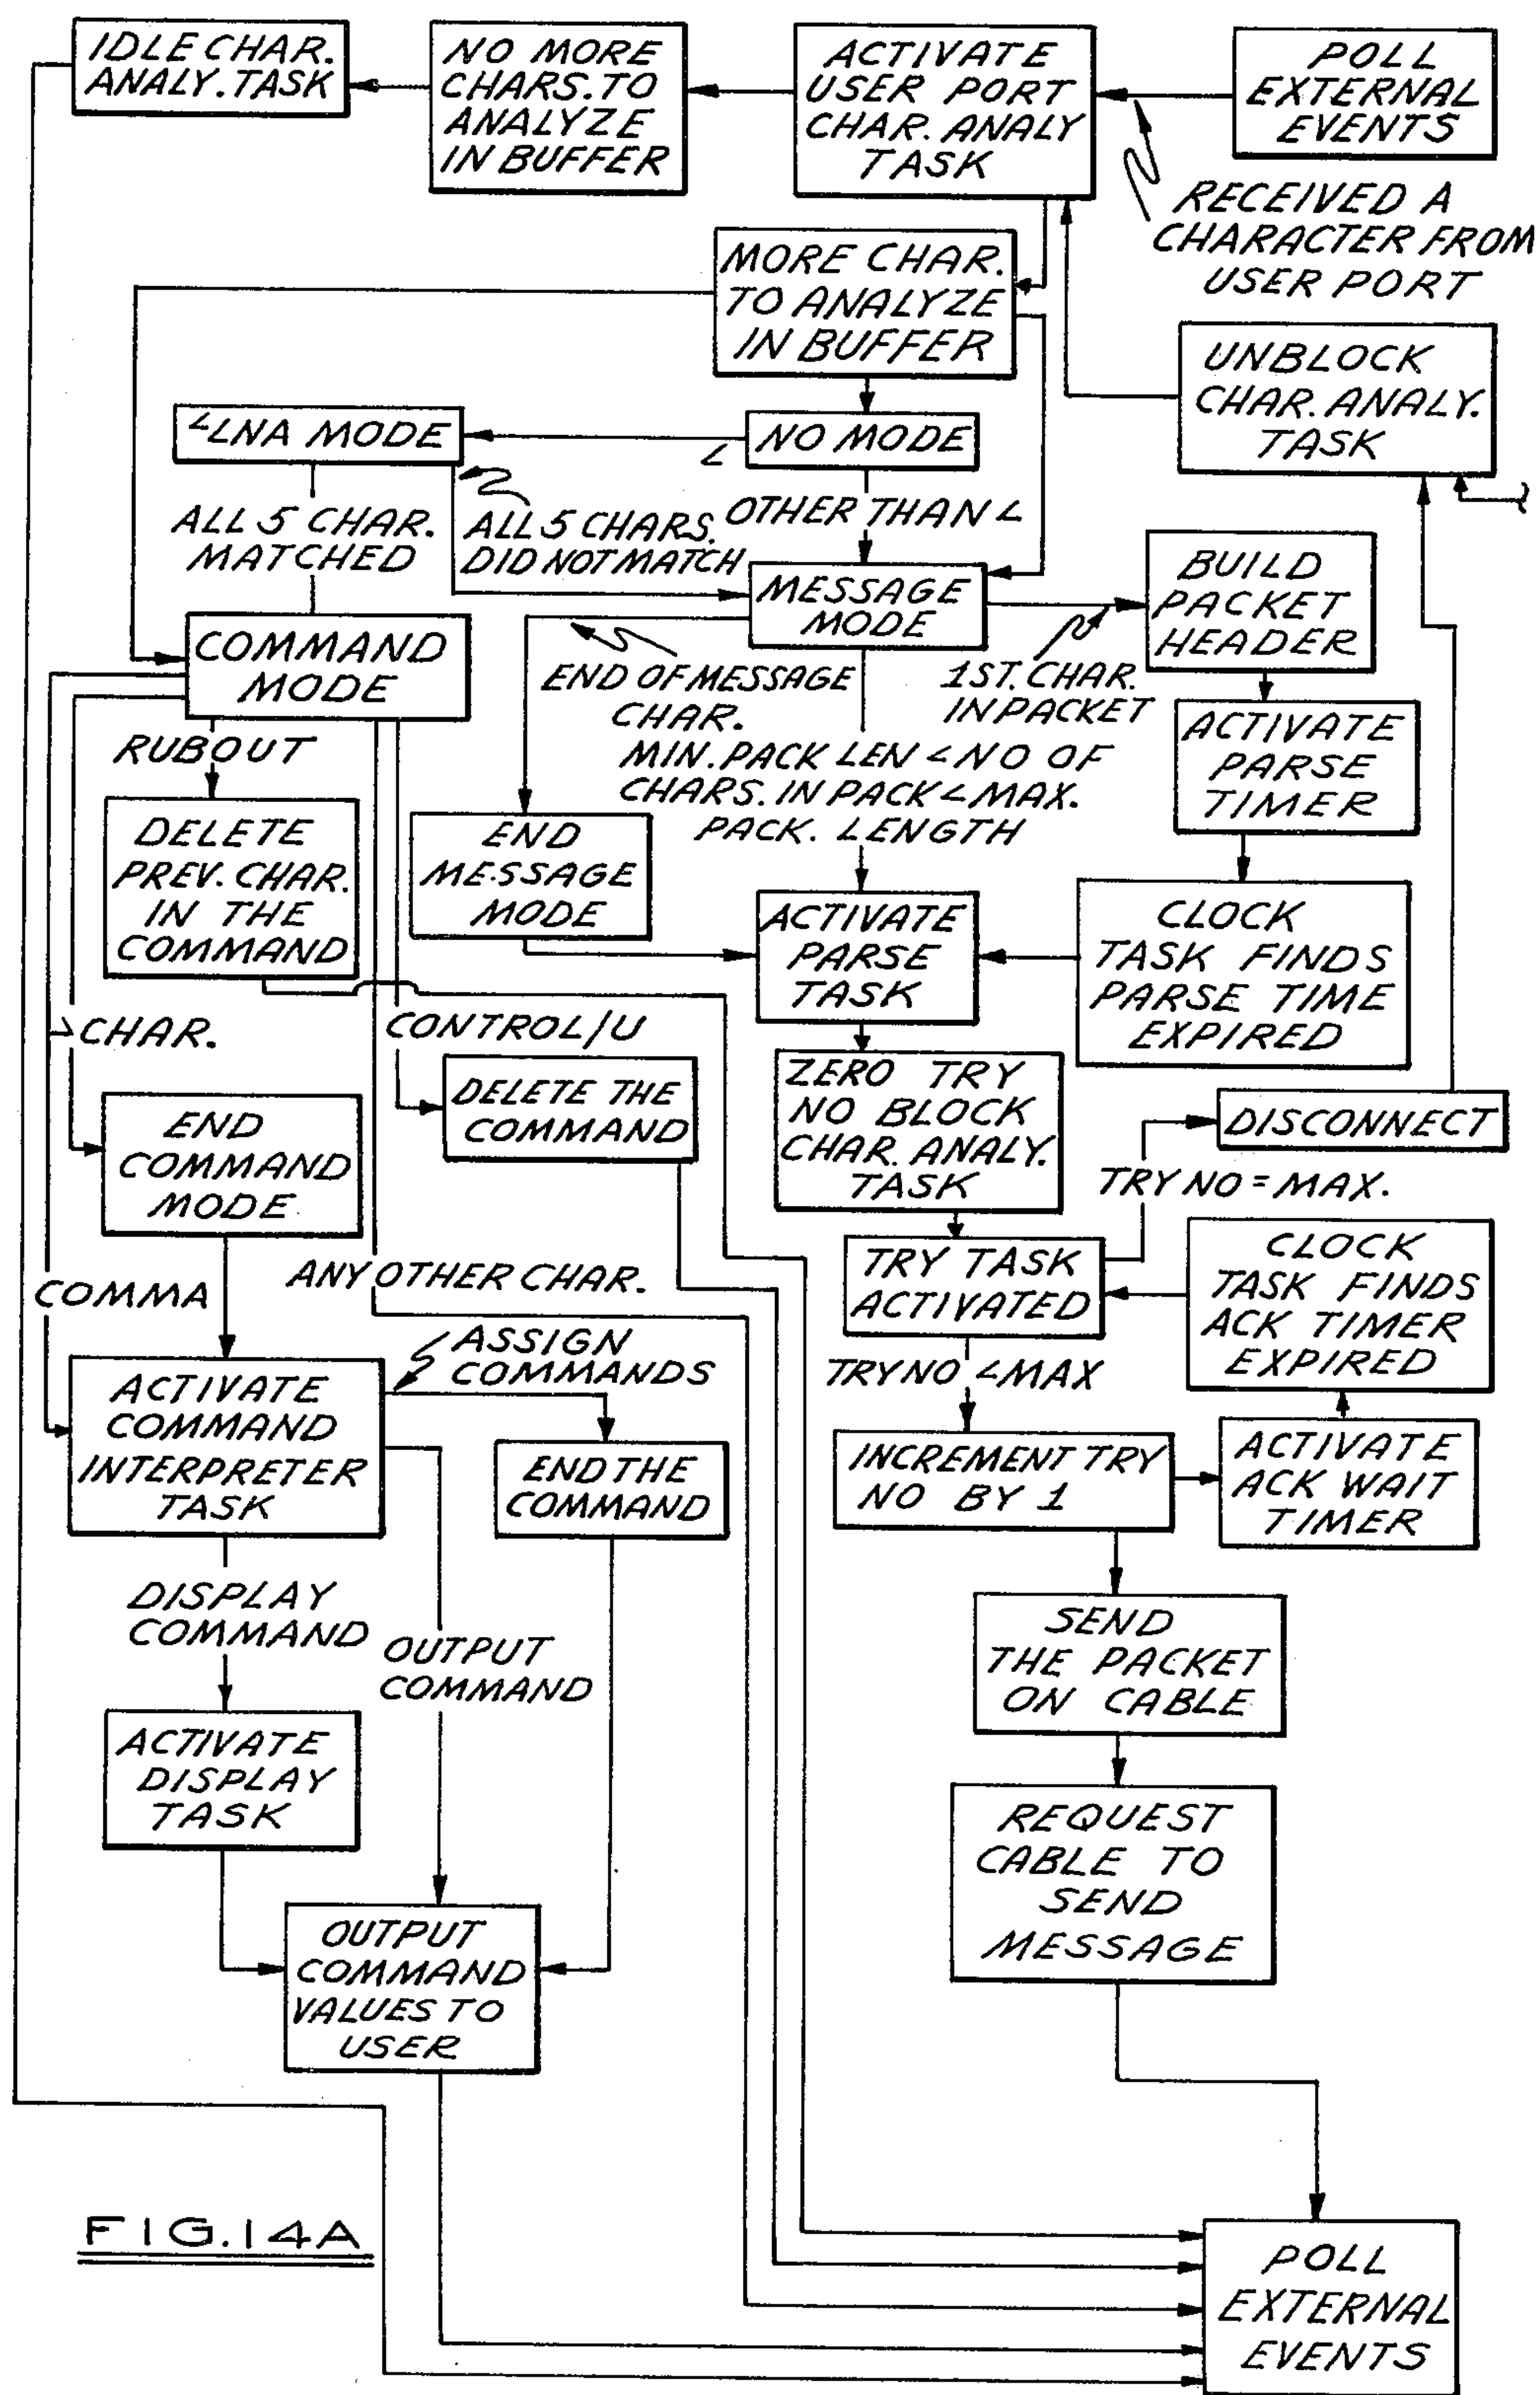 IDLE CHAR.
ANALY. TASK
NO MORE
CHARS. TO
ANALYZE
IN BUFFER
ACTIVATE
USER PORT
CHAR. ANALY
TASK
POLL
EXTERNAL
EVENTS
RECEIVED A
CHARACTER FROM
USER PORT
MORE CHAR.
TO ANALYZE
IN BUFFER
UNBLOCK
CHAR. ANALY.
TASK
<LNA MODE
<
NO MODE
ALL 5 CHAR.
MATCHED
ALL 5 CHARS.
DID NOT MATCH
OTHER THAN <
MESSAGE
MODE
BUILD
PACKET
HEADER
COMMAND
MODE
END OF MESSAGE
CHAR.
1ST. CHAR.
IN PACKET
MIN. PACK LEN < NO OF
CHARS. IN PACK < MAX.
PACK. LENGTH
ACTIVATE
PARSE
TIMER
RUBOUT
DELETE
PREV. CHAR.
IN THE
COMMAND
END
MESSAGE
MODE
ACTIVATE
PARSE
TASK
CLOCK
TASK FINDS
PARSE TIME
EXPIRED
> CHAR.
CONTROL/U
DELETE THE
COMMAND
ZERO TRY
NO BLOCK
CHAR. ANALY.
TASK
DISCONNECT
TRY NO = MAX.
END
COMMAND
MODE
TRY TASK
ACTIVATED
CLOCK
TASK FINDS
ACK TIMER
EXPIRED
COMMA
ANY OTHER CHAR.
ASSIGN
COMMANDS
TRY NO < MAX
ACTIVATE
COMMAND
INTERPRETER
TASK
END THE
COMMAND
INCREMENT TRY
NO BY 1
ACTIVATE
ACK WAIT
TIMER
DISPLAY
COMMAND
OUTPUT
COMMAND
SEND
THE PACKET
ON CABLE
ACTIVATE
DISPLAY
TASK
REQUEST
CABLE TO
SEND
MESSAGE
OUTPUT
COMMAND
VALUES TO
USER
FIG. 14A
POLL
EXTERNAL
EVENTS